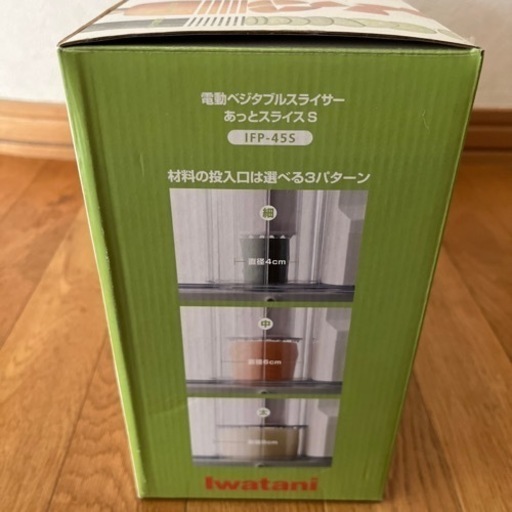 電動ベジタブルスライサー
あっとスライスS
IFP-45S
材料の投入口は選べる3パターン
細
直径4cm
中
直径6cm
太
Iwatani